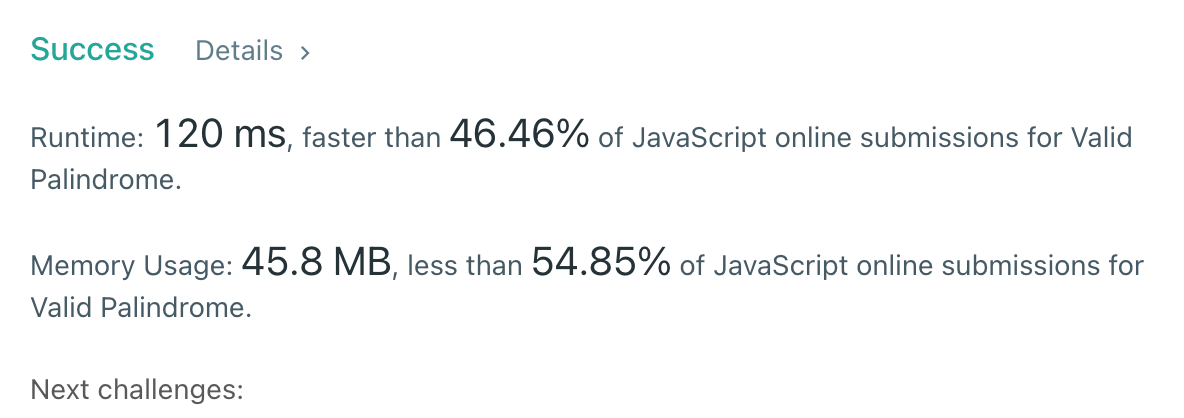 Success Details >
Runtime: 120 ms, faster than 46.46% of JavaScript online submissions for Valid
Palindrome.
Memory Usage: 45.8 MB, less than 54.85% of JavaScript online submissions for
Valid Palindrome.
Next challenges: